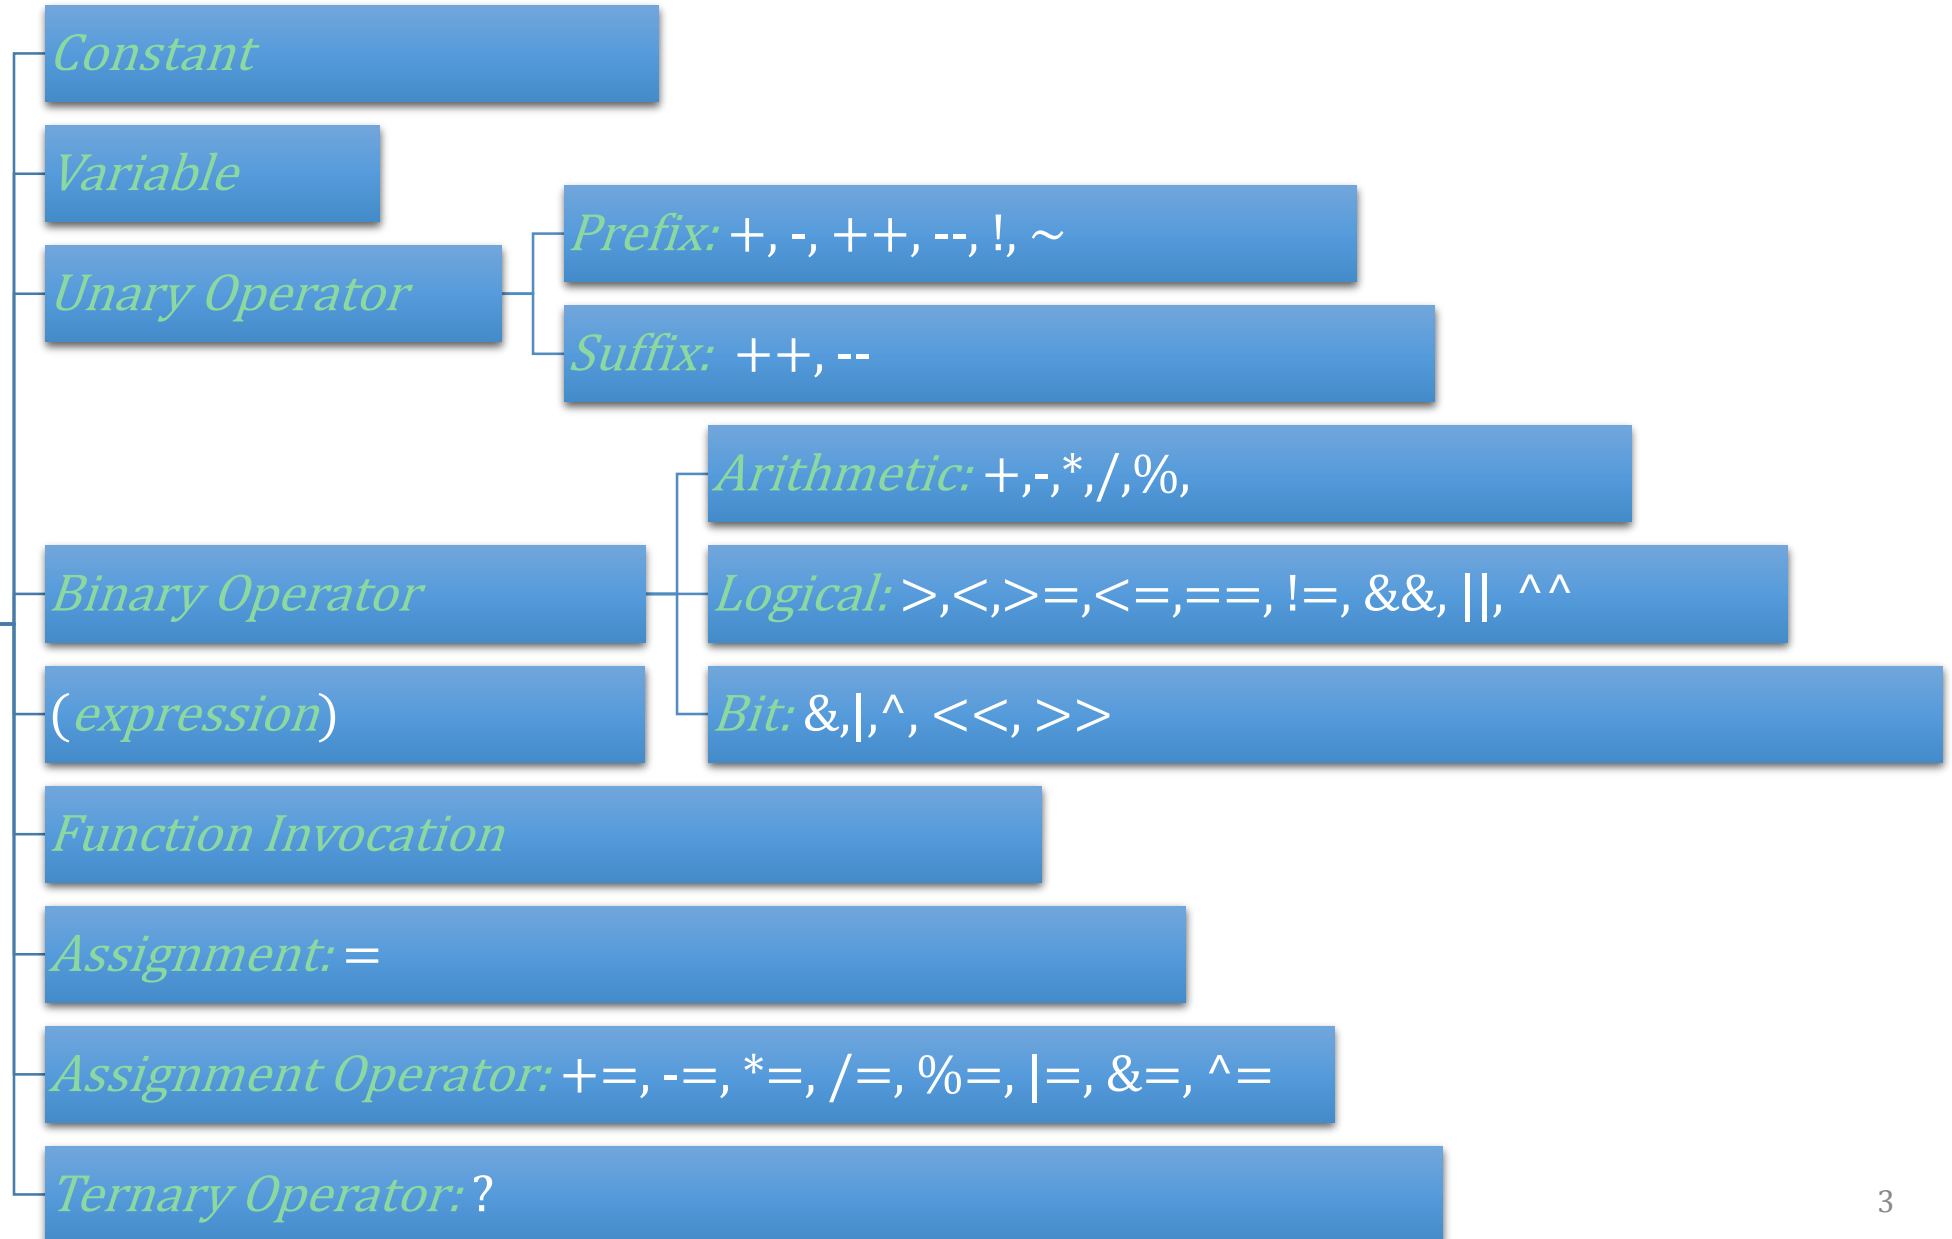 Constant
Variable
Unary Operator
Prefix: +, -, ++, --, !, ~
Suffix: ++, --
Binary Operator
Arithmetic: +,-,*,/,%,
Logical: >,<,>=,<=,==, !=, &&, ||, ^^
Bit: &,|,^, <<, >>
(expression)
Function Invocation
Assignment: =
Assignment Operator: +=, -=, *=, /=, %=, |=, &=, ^=
Ternary Operator: ?
3